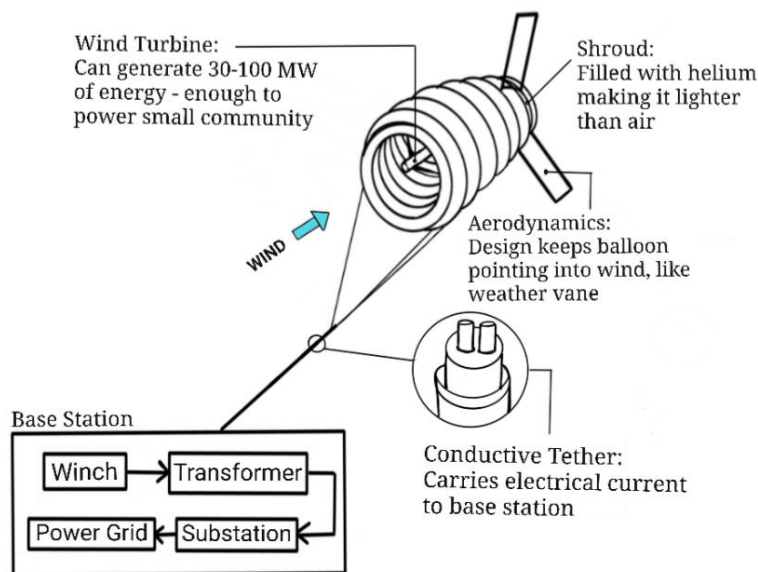 Wind Turbine:
Can generate 30-100 MW
of energy - enough to
power small community
Shroud:
Filled with helium
making it lighter
than air
WIND
Aerodynamics:
Design keeps balloon
pointing into wind, like
weather vane
Conductive Tether:
Carries electrical current
to base station
Base Station
Winch
Transformer
Power Grid
Substation